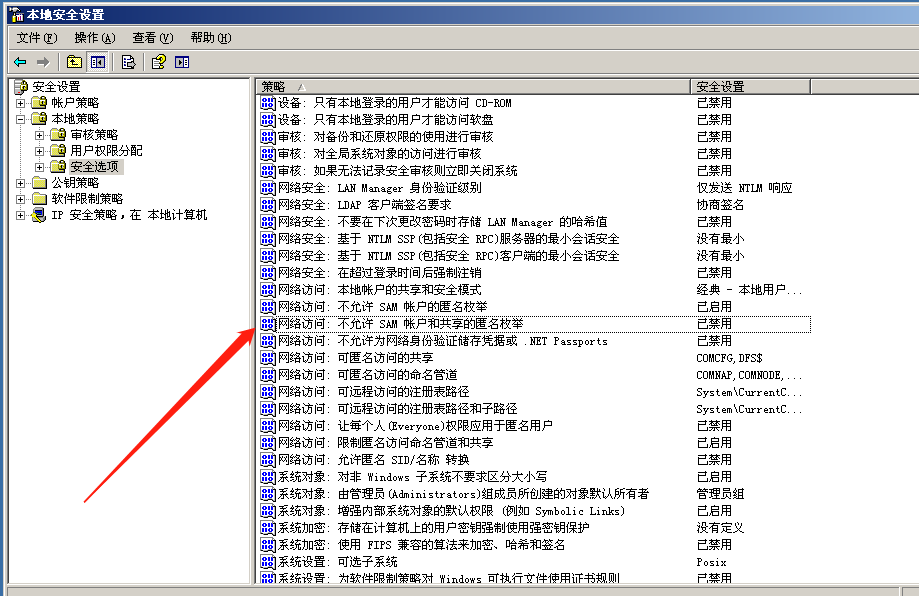 本地安全设置
文件(F) 操作(A) 查看(V) 帮助(H)
安全设置
帐户策略
本地策略
审核策略
用户权限分配
安全选项
公钥策略
软件限制策略
IP 安全策略，在 本地计算机
策略 安全设置
设备: 只有本地登录的用户才能访问 CD-ROM 已禁用
设备: 只有本地登录的用户才能访问软盘 已禁用
审核: 对备份和还原权限的使用进行审核 已禁用
审核: 对全局系统对象的访问进行审核 已禁用
审核: 如果无法记录安全审核则立即关闭系统 已禁用
网络安全: LAN Manager 身份验证级别 仅发送 NTLM 响应
网络安全: LDAP 客户端签名要求 协商签名
网络安全: 不要在下次更改密码时存储 LAN Manager 的哈希值 已禁用
网络安全: 基于 NTLM SSP(包括安全 RPC)服务器的最小会话安全 没有最小
网络安全: 基于 NTLM SSP(包括安全 RPC)客户端的最小会话安全 没有最小
网络安全: 在超过登录时间后强制注销 已禁用
网络访问: 本地帐户的共享和安全模式 经典 - 本地用户...
网络访问: 不允许 SAM 帐户的匿名枚举 已启用
网络访问: 不允许 SAM 帐户和共享的匿名枚举 已禁用
网络访问: 不允许为网络身份验证储存凭据或 .NET Passports 已禁用
网络访问: 可匿名访问的共享 COMCFG,DFS$
网络访问: 可匿名访问的命名管道 COMNAP,COMNODE,...
网络访问: 可远程访问的注册表路径 System\CurrentC...
网络访问: 可远程访问的注册表路径和子路径 System\CurrentC...
网络访问: 让每个人(Everyone)权限应用于匿名用户 已禁用
网络访问: 限制匿名访问命名管道和共享 已启用
网络访问: 允许匿名 SID/名称 转换 已禁用
系统对象: 对非 Windows 子系统不要求区分大小写 已启用
系统对象: 由管理员(Administrators)组成员所创建的对象默认所有者 管理员组
系统对象: 增强内部系统对象的默认权限 (例如 Symbolic Links) 已启用
系统加密: 存储在计算机上的用户密钥强制使用强密钥保护 没有定义
系统加密: 使用 FIPS 兼容的算法来加密、哈希和签名 已禁用
系统设置: 可选子系统 Posix
系统设置: 为软件限制策略对 Windows 可执行文件使用证书规则 已禁用